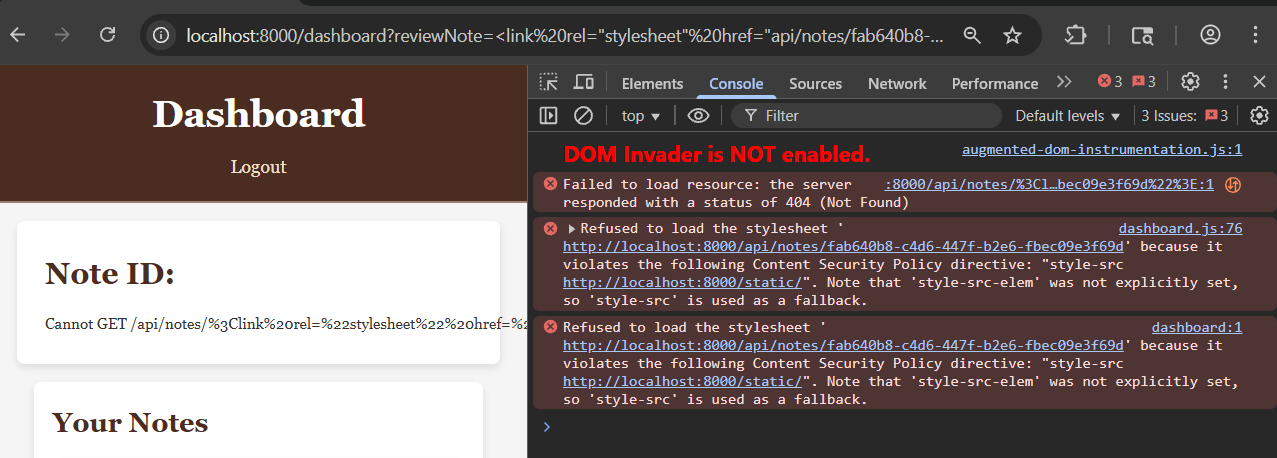 localhost:8000/dashboard?reviewNote=<link%20rel="stylesheet"%20href="api/notes/fab640b8-...
Dashboard
Logout
Note ID:
Cannot GET /api/notes/%3Clink%20rel=%22stylesheet%22%20href=%
Your Notes
Elements
Console
Sources
Network
Performance
3
3
top
Filter
Default levels
3 Issues:
3
DOM Invader is NOT enabled.
augmented-dom-instrumentation.js:1
Failed to load resource: the server
:8000/api/notes/%3Cl…bec09e3f69d%22%3E:1
responded with a status of 404 (Not Found)
Refused to load the stylesheet '
dashboard.js:76
http://localhost:8000/api/notes/fab640b8-c4d6-447f-b2e6-fbec09e3f69d' because it
violates the following Content Security Policy directive: "style-src
http://localhost:8000/static/". Note that 'style-src-elem' was not explicitly set,
so 'style-src' is used as a fallback.
Refused to load the stylesheet '
dashboard:1
http://localhost:8000/api/notes/fab640b8-c4d6-447f-b2e6-fbec09e3f69d' because it
violates the following Content Security Policy directive: "style-src
http://localhost:8000/static/". Note that 'style-src-elem' was not explicitly set,
so 'style-src' is used as a fallback.